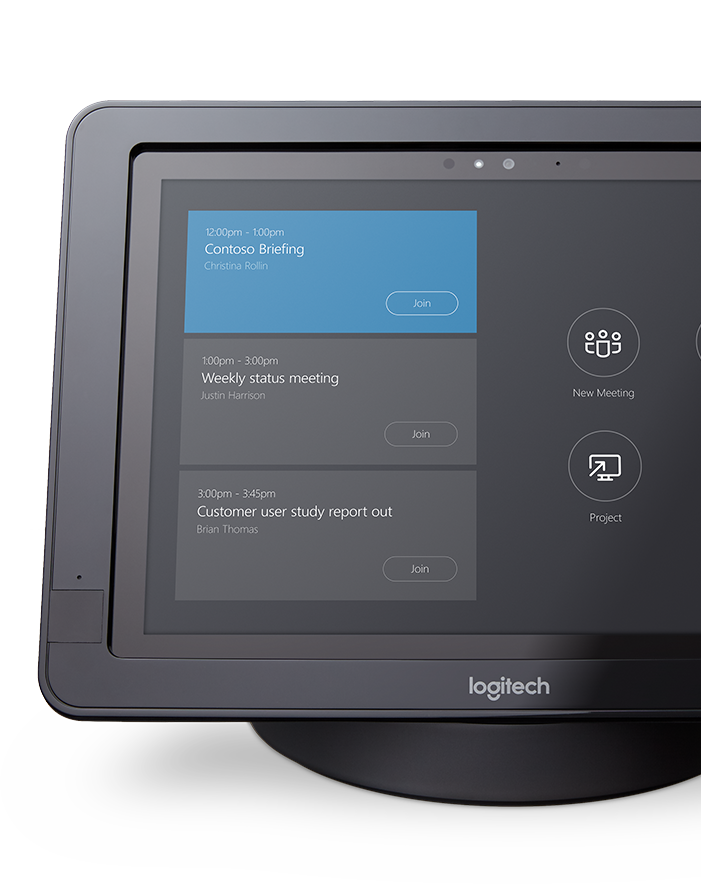 12:00pm - 1:00pm
Contoso Briefing
Christina Rollin
Join
1:00pm - 3:00pm
Weekly status meeting
Justin Harrison
Join
3:00pm - 3:45pm
Customer user study report out
Brian Thomas
Join
New Meeting
Project
logitech